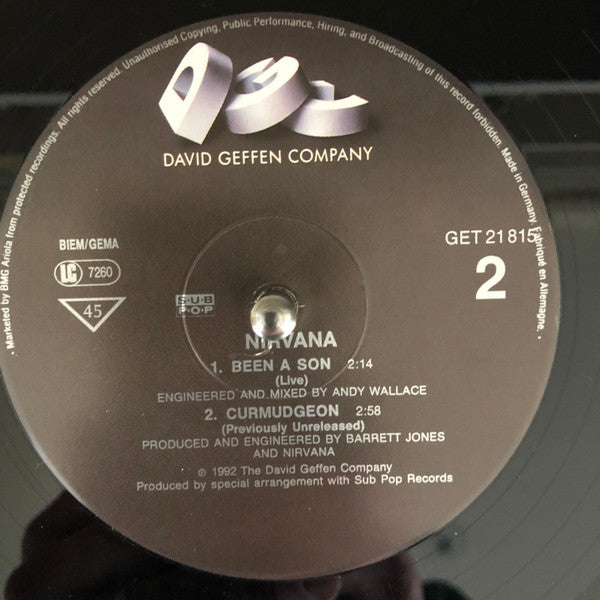 • Marketed by BMG Ariola from protected recordings. All rights reserved. Unauthorised Copying, Public Performance, Hiring, and Broadcasting of this record forbidden. Made in Germany. Fabriqué en Allemagne. •
DGC
DAVID GEFFEN COMPANY
BIEM/GEMA
GET 21815
LC 7260
2
45
SUB
POP
NIRVANA
1. BEEN A SON 2:14
(Live)
ENGINEERED AND MIXED BY ANDY WALLACE
2. CURMUDGEON 2:58
(Previously Unreleased)
PRODUCED AND ENGINEERED BY BARRETT JONES
AND NIRVANA
℗ 1992 The David Geffen Company
Produced by special arrangement with Sub Pop Records